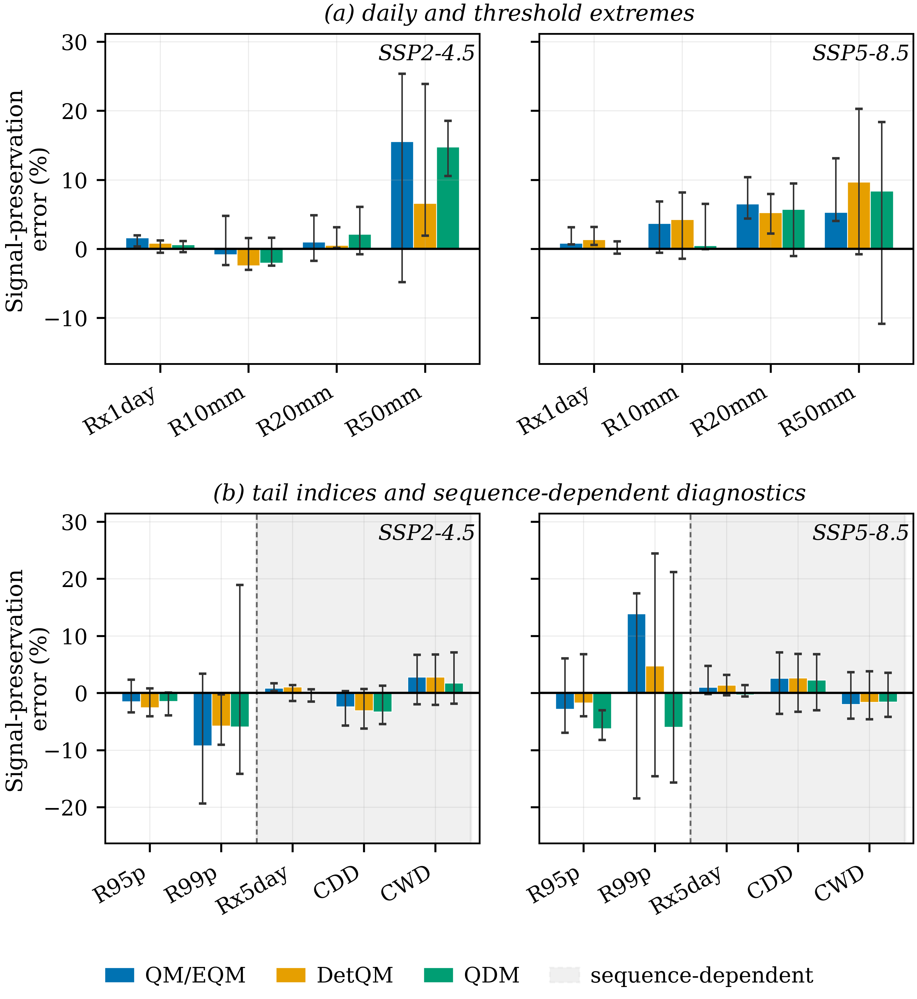 (a) daily and threshold extremes
Signal-preservation
error (%)
30
20
10
0
−10
SSP2-4.5
SSP5-8.5
Rx1day
R10mm
R20mm
R50mm
Rx1day
R10mm
R20mm
R50mm
(b) tail indices and sequence-dependent diagnostics
Signal-preservation
error (%)
30
20
10
0
−10
−20
SSP2-4.5
SSP5-8.5
R95p
R99p
Rx5day
CDD
CWD
R95p
R99p
Rx5day
CDD
CWD
QM/EQM
DetQM
QDM
sequence-dependent